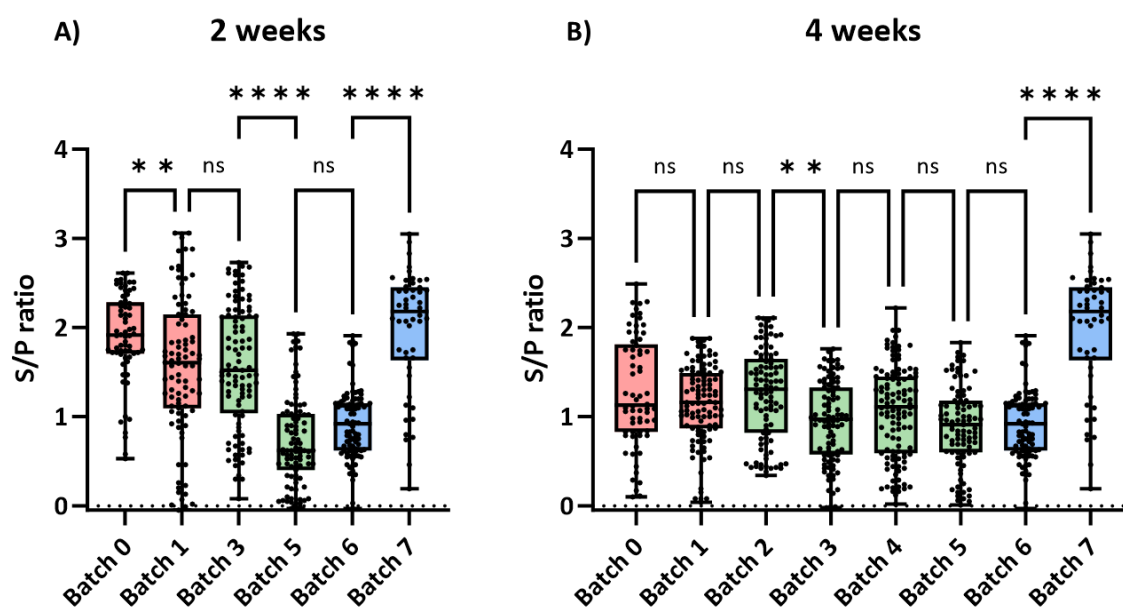 A) 2 weeks
B) 4 weeks
**** ****
** ns ns
****
ns ns ** ns ns ns
S/P ratio
4
3
2
1
0
Batch 0
Batch 1
Batch 3
Batch 5
Batch 6
Batch 7
S/P ratio
4
3
2
1
0
Batch 0
Batch 1
Batch 2
Batch 3
Batch 4
Batch 5
Batch 6
Batch 7